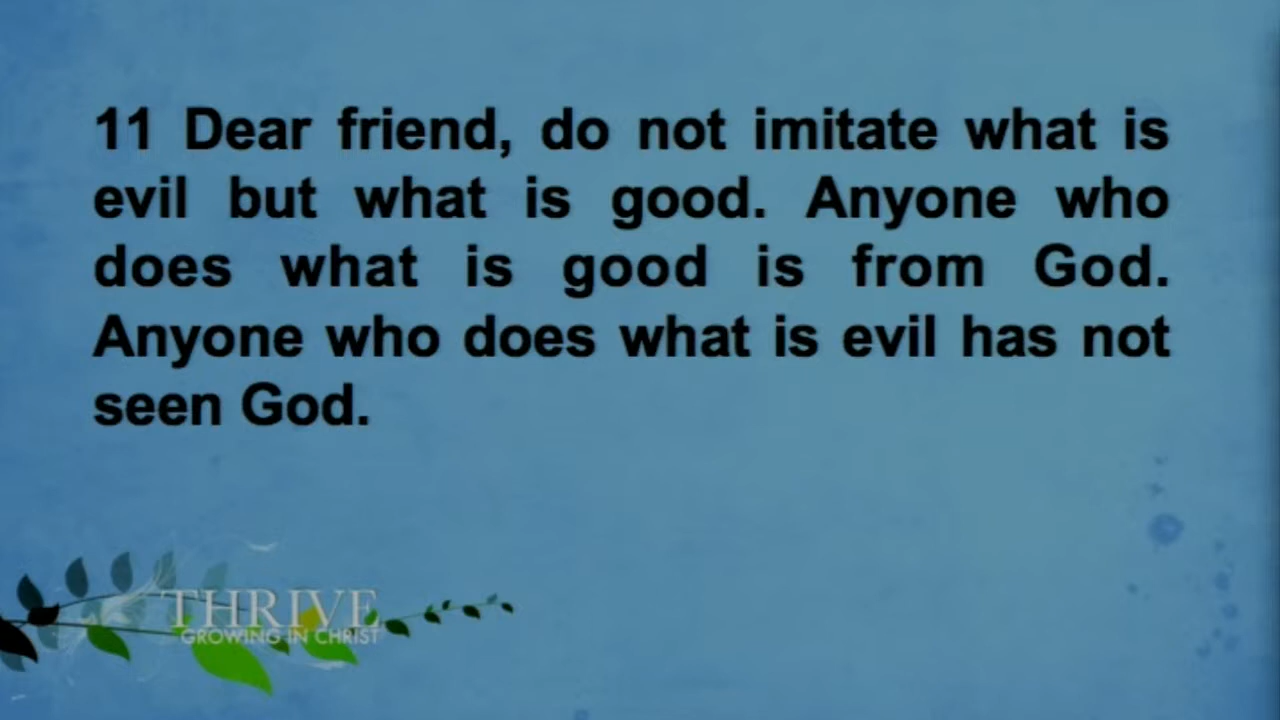 11 Dear friend, do not imitate what is
evil but what is good. Anyone who
does what is good is from God.
Anyone who does what is evil has not
seen God.
THRIVE
GROWING IN CHRIST